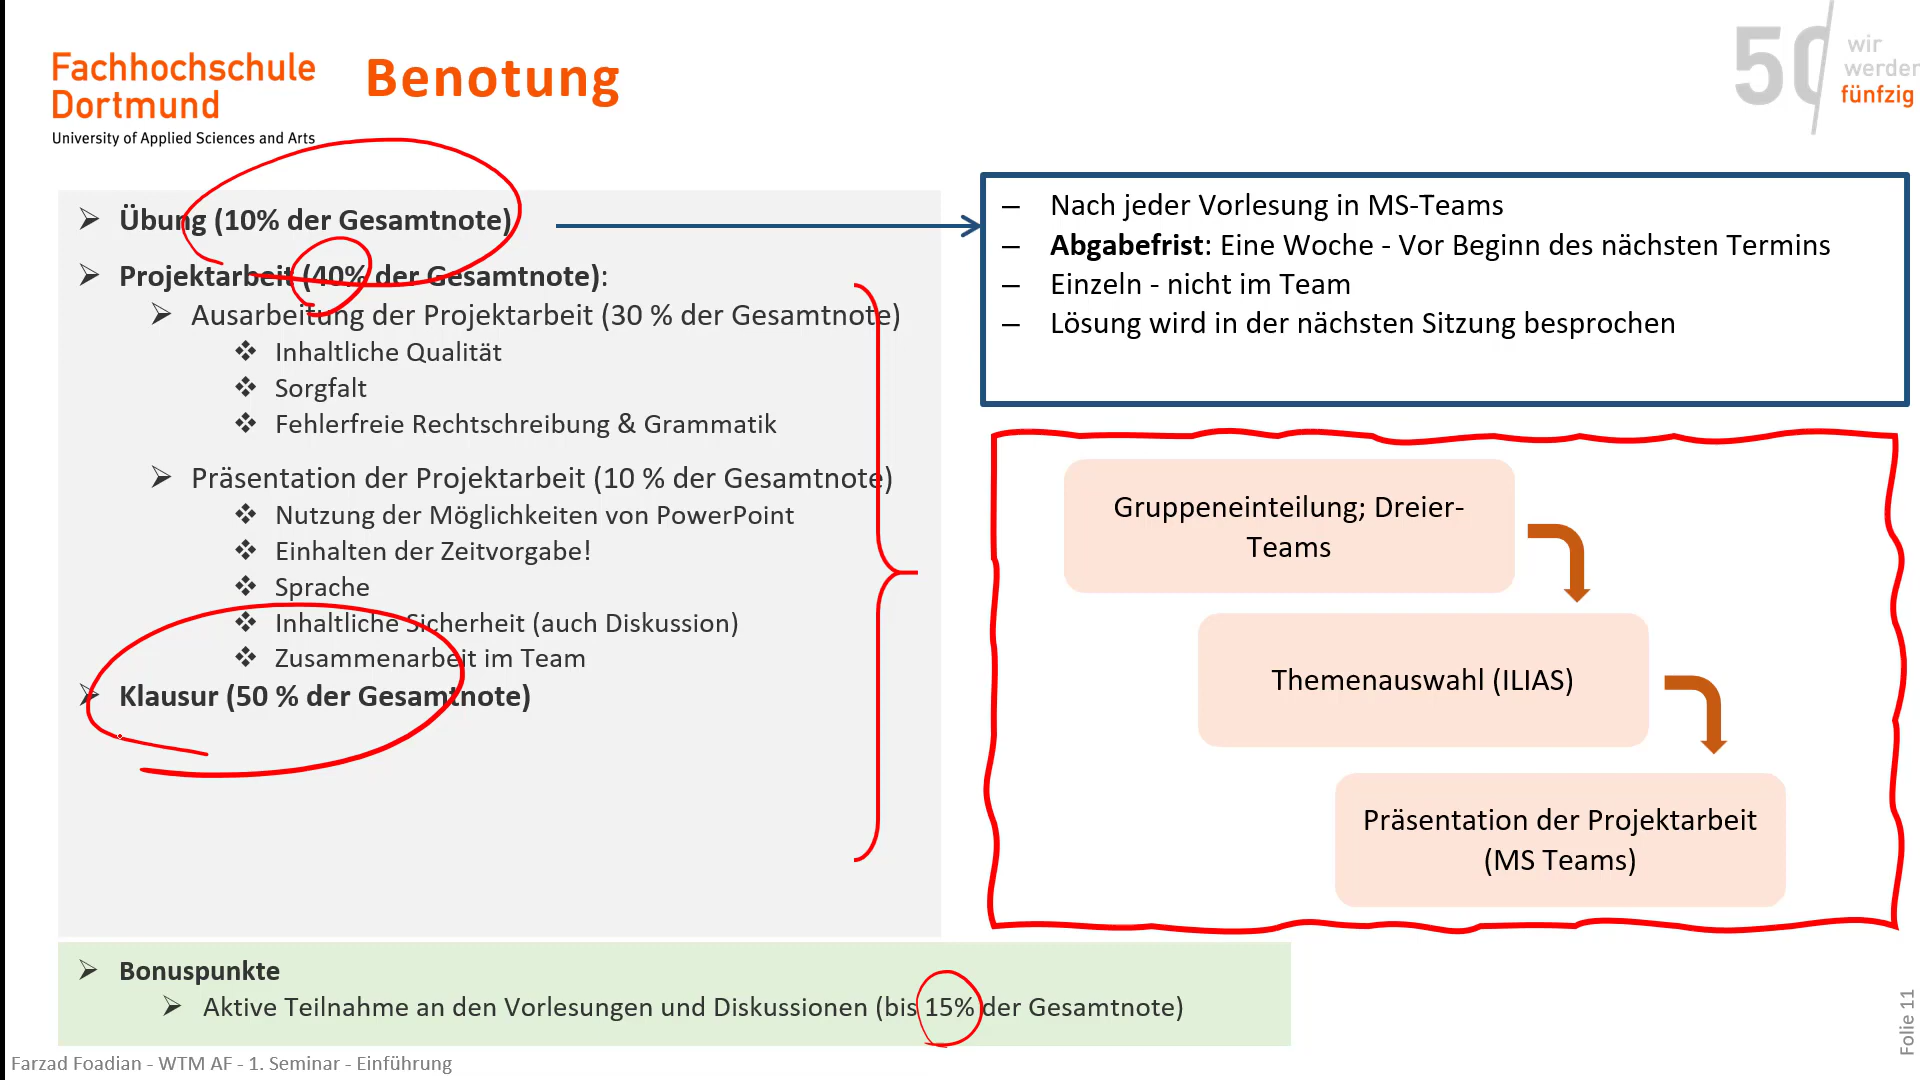 Fachhochschule
Dortmund
University of Applied Sciences and Arts
Benotung
50
wir
werden
fünfzig
Übung (10% der Gesamtnote)
Projektarbeit (40% der Gesamtnote):
Ausarbeitung der Projektarbeit (30 % der Gesamtnote)
Inhaltliche Qualität
Sorgfalt
Fehlerfreie Rechtschreibung & Grammatik
Präsentation der Projektarbeit (10 % der Gesamtnote)
Nutzung der Möglichkeiten von PowerPoint
Einhalten der Zeitvorgabe!
Sprache
Inhaltliche Sicherheit (auch Diskussion)
Zusammenarbeit im Team
Klausur (50 % der Gesamtnote)
– Nach jeder Vorlesung in MS-Teams
– Abgabefrist: Eine Woche - Vor Beginn des nächsten Termins
– Einzeln - nicht im Team
– Lösung wird in der nächsten Sitzung besprochen
Gruppeneinteilung; Dreier-
Teams
Themenauswahl (ILIAS)
Präsentation der Projektarbeit
(MS Teams)
Bonuspunkte
Aktive Teilnahme an den Vorlesungen und Diskussionen (bis 15% der Gesamtnote)
Farzad Foadian - WTM AF - 1. Seminar - Einführung
Folie 11